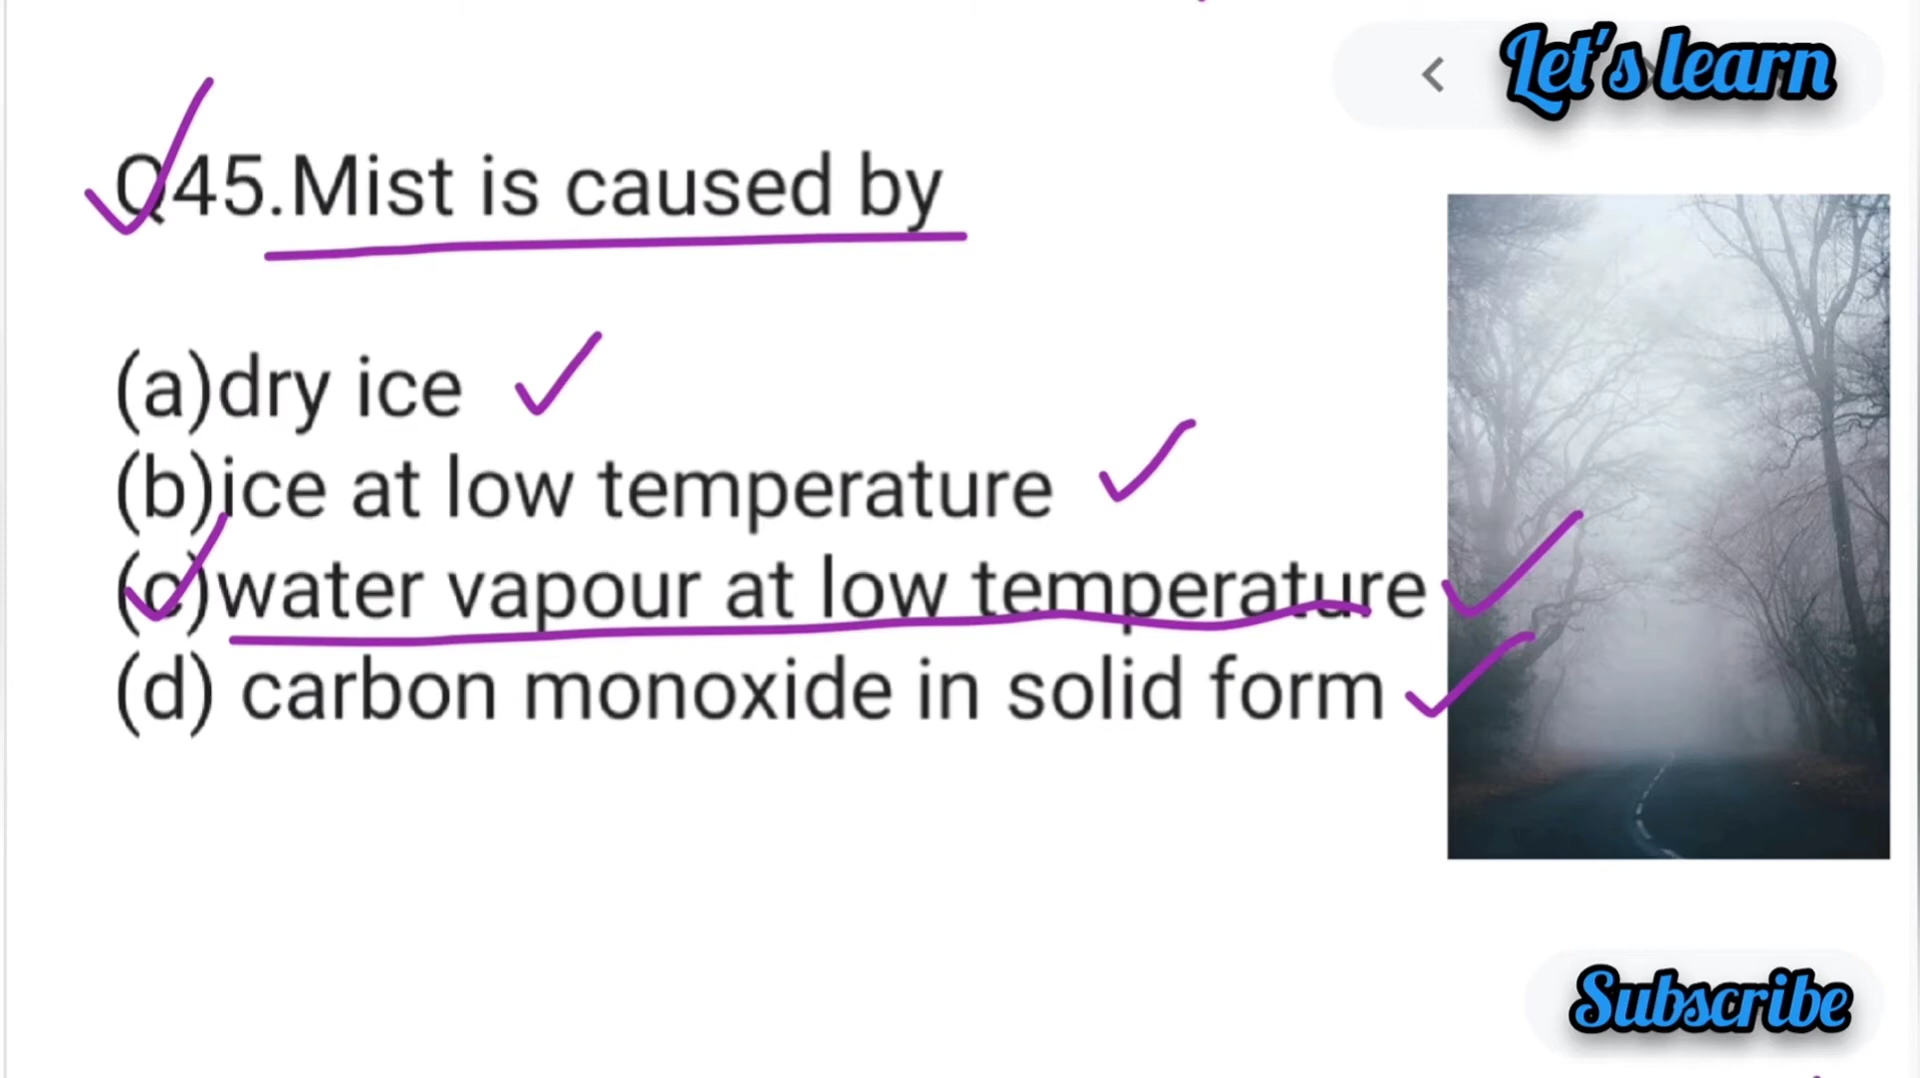 Let's learn
Q45.Mist is caused by
(a)dry ice
(b)ice at low temperature
(c)water vapour at low temperature
(d) carbon monoxide in solid form
Subscribe